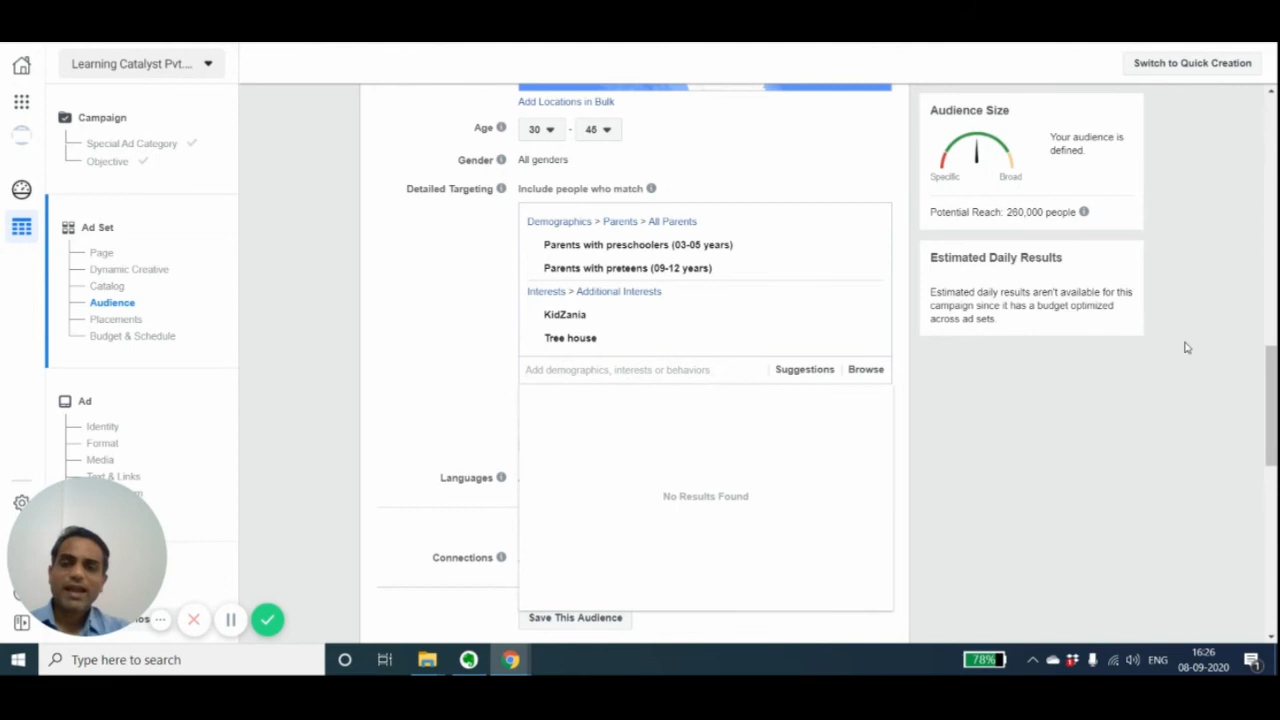 Learning Catalyst Pvt....
Switch to Quick Creation
Campaign
Special Ad Category
Objective
Ad Set
Page
Dynamic Creative
Catalog
Audience
Placements
Budget & Schedule
Ad
Identity
Format
Media
Text & Links
Add Locations in Bulk
Age
30 - 45
Gender
All genders
Detailed Targeting
Include people who match
Demographics > Parents > All Parents
Parents with preschoolers (03-05 years)
Parents with preteens (09-12 years)
Interests > Additional Interests
KidZania
Tree house
Add demographics, interests or behaviors
Suggestions
Browse
No Results Found
Languages
Connections
Save This Audience
Audience Size
Your audience is
defined.
Specific
Broad
Potential Reach: 260,000 people
Estimated Daily Results
Estimated daily results aren't available for this
campaign since it has a budget optimized
across ad sets.
Type here to search
78%
ENG
16:26
08-09-2020
1